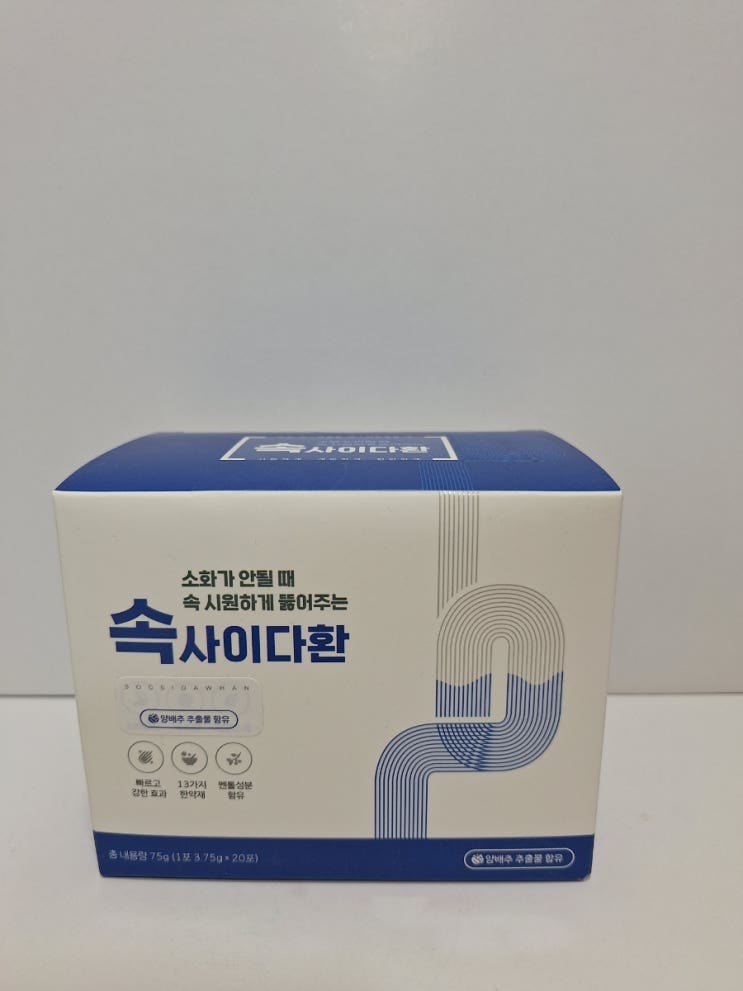 속사이다환
소화가 안될 때
속 시원하게 뚫어주는
속사이다환
SOGSIDAWHAN
양배추 추출물 함유
빠르고
강한 효과
13가지
한약재
멘톨성분
함유
총 내용량 75g (1포 3.75g × 20포)
양배추 추출물 함유